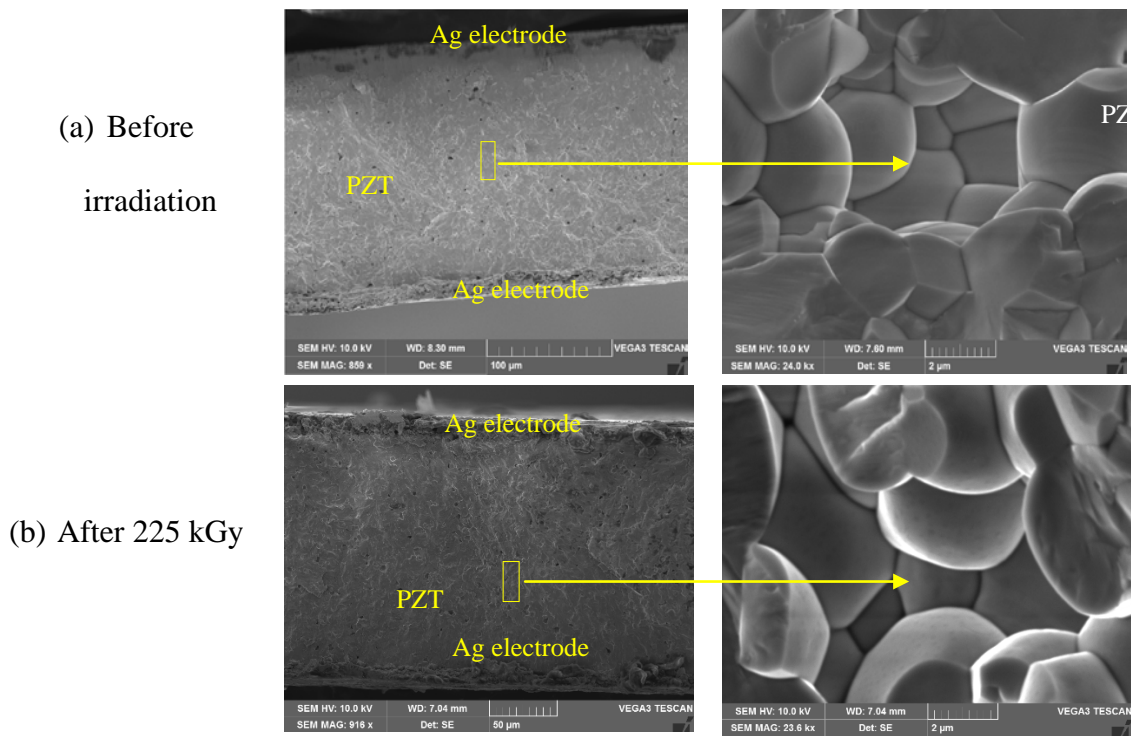 (a) Before
irradiation
Ag electrode
PZT
Ag electrode
SEM HV: 10.0 kV WD: 8.30 mm VEGA3 TESCAN
SEM MAG: 859 x Det: SE 100 µm
PZ
SEM HV: 10.0 kV WD: 7.60 mm VEGA3 TESCAN
SEM MAG: 24.0 kx Det: SE 2 µm
(b) After 225 kGy
Ag electrode
PZT
Ag electrode
SEM HV: 10.0 kV WD: 7.04 mm VEGA3 TESCAN
SEM MAG: 916 x Det: SE 50 µm
SEM HV: 10.0 kV WD: 7.04 mm VEGA3 TESCAN
SEM MAG: 23.6 kx Det: SE 2 µm